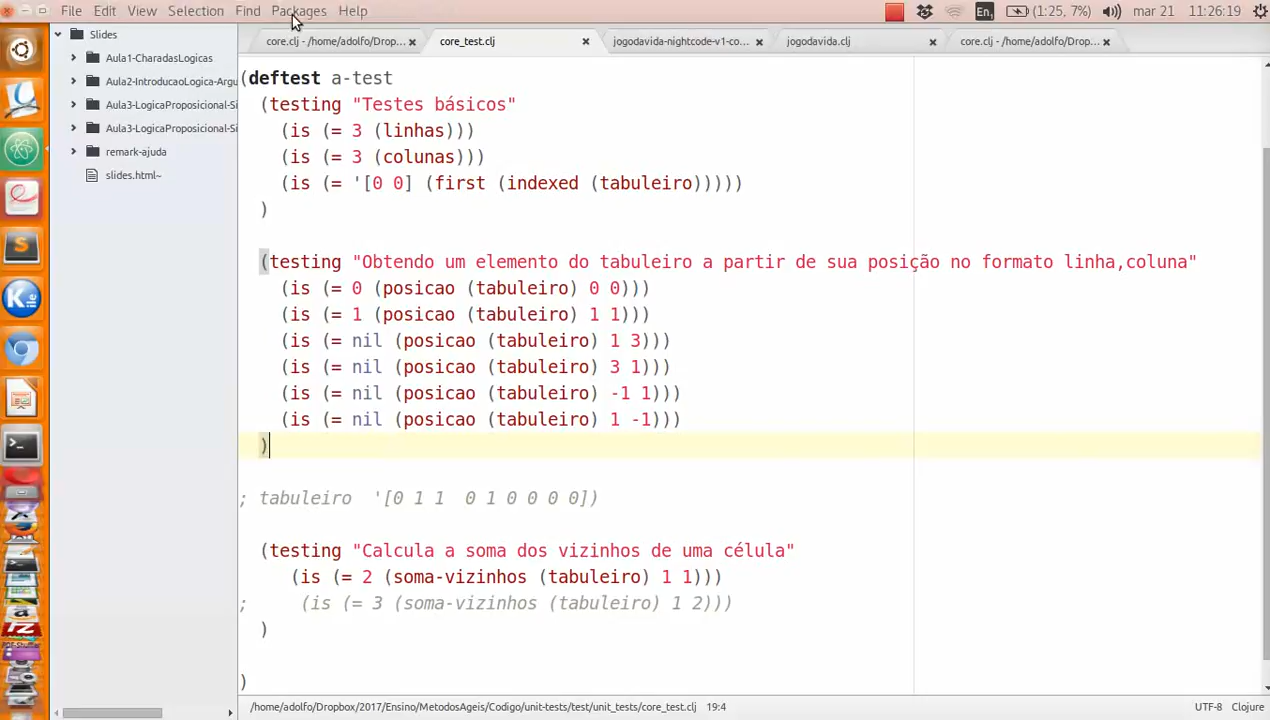 File Edit View Selection Find Packages Help En1 (1:25, 7%) mar 21 11:26:19
Slides
Aula1-CharadasLogicas
Aula2-IntroducaoLogica-Argu
Aula3-LogicaProposicional-Si
Aula3-LogicaProposicional-Si
remark-ajuda
slides.html~
core.clj - /home/adolfo/Drop... core_test.clj jogodavida-nightcode-v1-co... jogodavida.clj core.clj - /home/adolfo/Drop...
(deftest a-test
(testing "Testes básicos"
(is (= 3 (linhas)))
(is (= 3 (colunas)))
(is (= '[0 0] (first (indexed (tabuleiro)))))
)
(testing "Obtendo um elemento do tabuleiro a partir de sua posição no formato linha,coluna"
(is (= 0 (posicao (tabuleiro) 0 0)))
(is (= 1 (posicao (tabuleiro) 1 1)))
(is (= nil (posicao (tabuleiro) 1 3)))
(is (= nil (posicao (tabuleiro) 3 1)))
(is (= nil (posicao (tabuleiro) -1 1)))
(is (= nil (posicao (tabuleiro) 1 -1)))
)
; tabuleiro '[0 1 1 0 1 0 0 0 0])
(testing "Calcula a soma dos vizinhos de uma célula"
(is (= 2 (soma-vizinhos (tabuleiro) 1 1)))
; (is (= 3 (soma-vizinhos (tabuleiro) 1 2)))
)
)
/home/adolfo/Dropbox/2017/Ensino/MetodosAgeis/Codigo/unit-tests/test/unit_tests/core_test.clj 19:4 UTF-8 Clojure